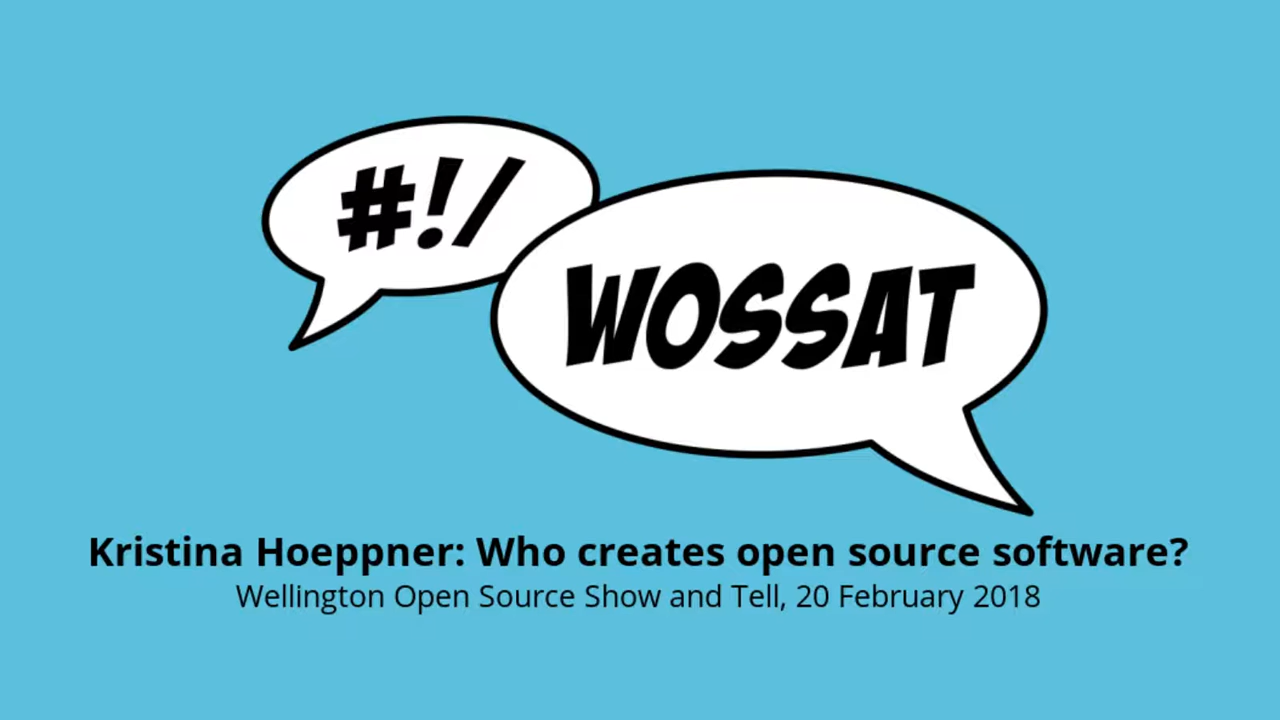 #!/
WOSSAT
Kristina Hoeppner: Who creates open source software?
Wellington Open Source Show and Tell, 20 February 2018